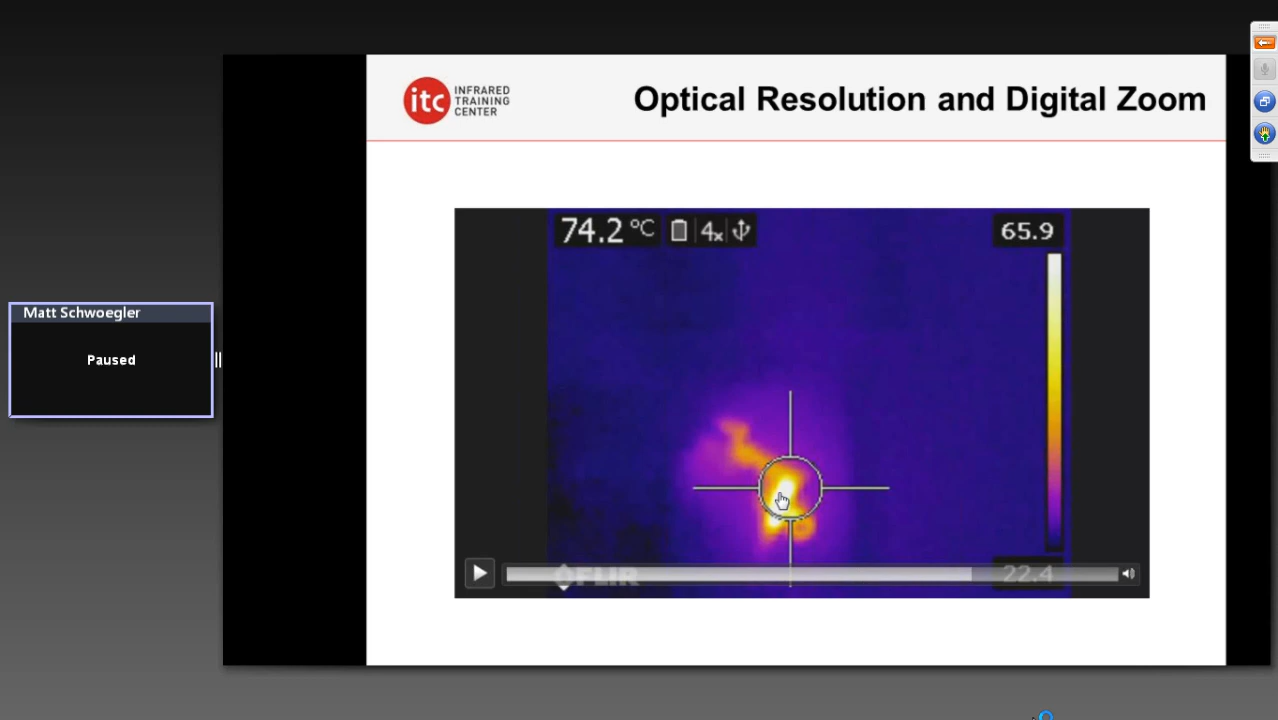 itc INFRARED
TRAINING
CENTER
Optical Resolution and Digital Zoom
74.2 °C 4x 65.9
Matt Schwoegler
Paused
FLIR 22.4